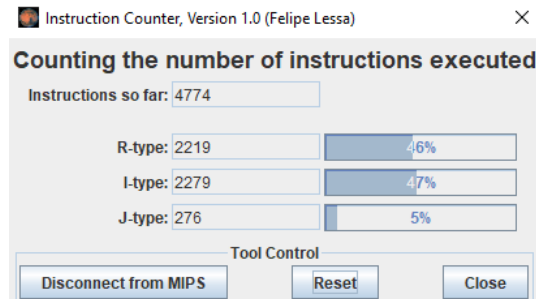 Instruction Counter, Version 1.0 (Felipe Lessa)
Counting the number of instructions executed
Instructions so far: 4774
R-type: 2219 46%
I-type: 2279 47%
J-type: 276 5%
Tool Control
Disconnect from MIPS Reset Close